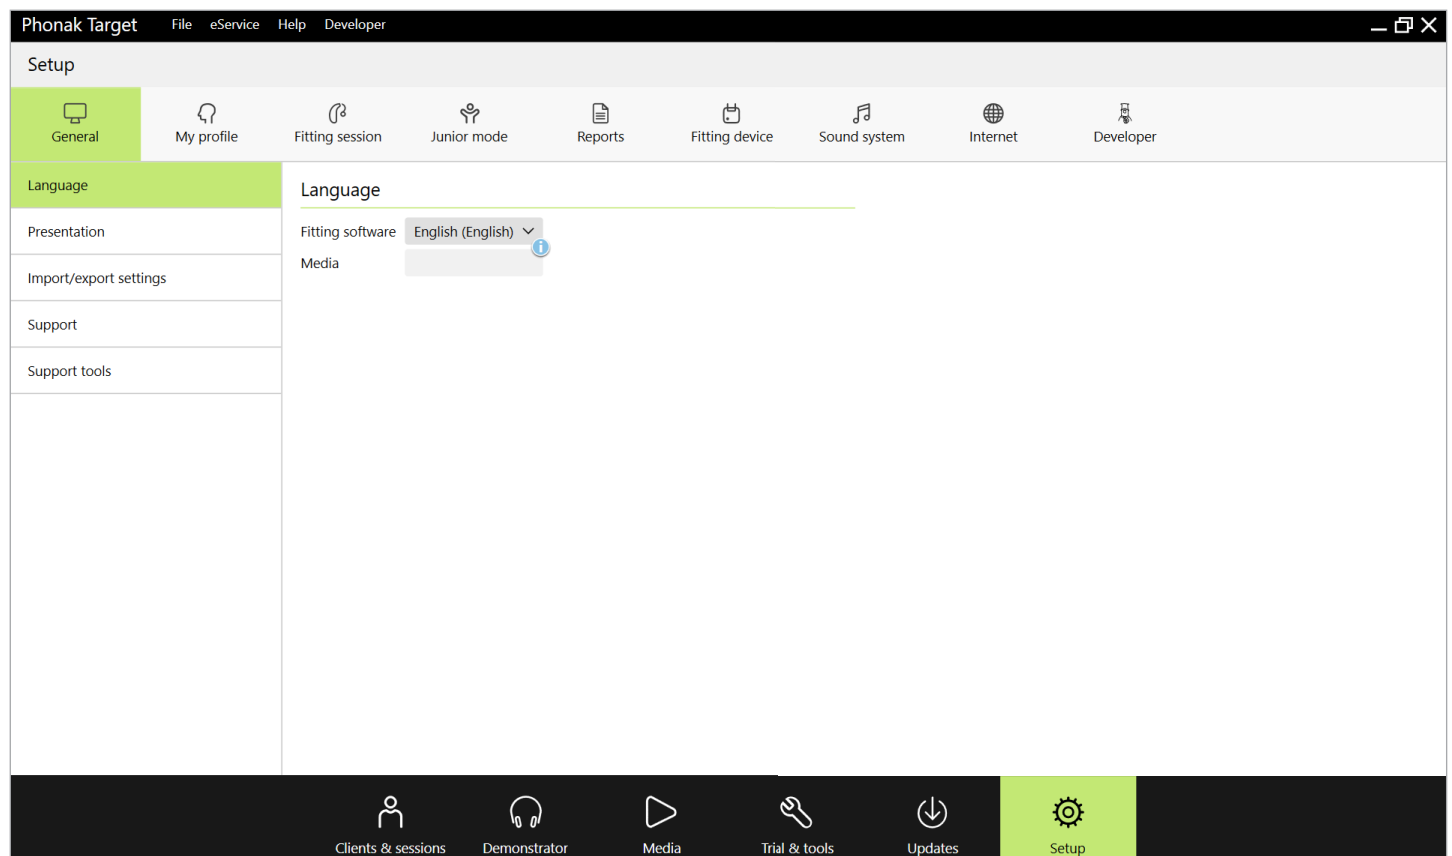 Phonak Target File eService Help Developer
Setup
General My profile Fitting session Junior mode Reports Fitting device Sound system Internet Developer
Language
Presentation
Import/export settings
Support
Support tools
Language
Fitting software English (English)
Media
Clients & sessions Demonstrator Media Trial & tools Updates Setup